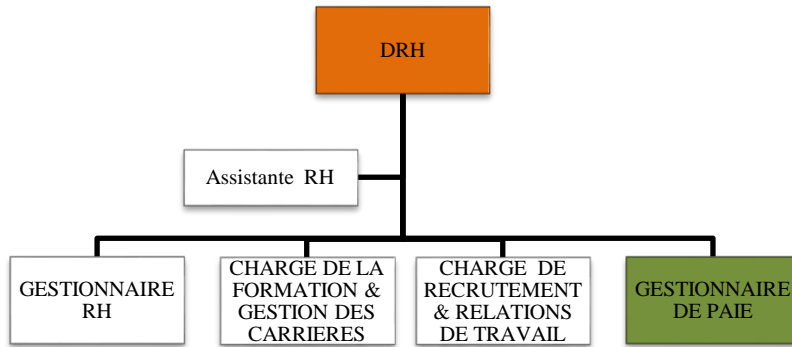 DRH
Assistante RH
GESTIONNAIRE
RH
CHARGE DE LA
FORMATION &
GESTION DES
CARRIERES
CHARGE DE
RECRUTEMENT
& RELATIONS
DE TRAVAIL
GESTIONNAIRE
DE PAIE